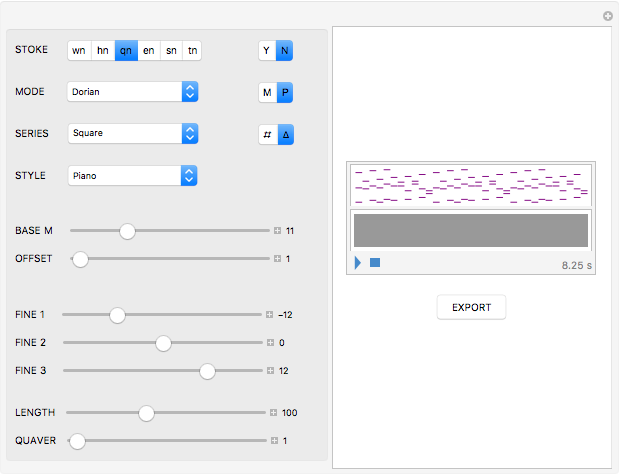 STOKE wn hn qn en sn tn Y N
MODE Dorian M P
SERIES Square # Δ
STYLE Piano
BASE M 11
OFFSET 1
FINE 1 -12
FINE 2 0
FINE 3 12
LENGTH 100
QUAVER 1
8.25 s
EXPORT